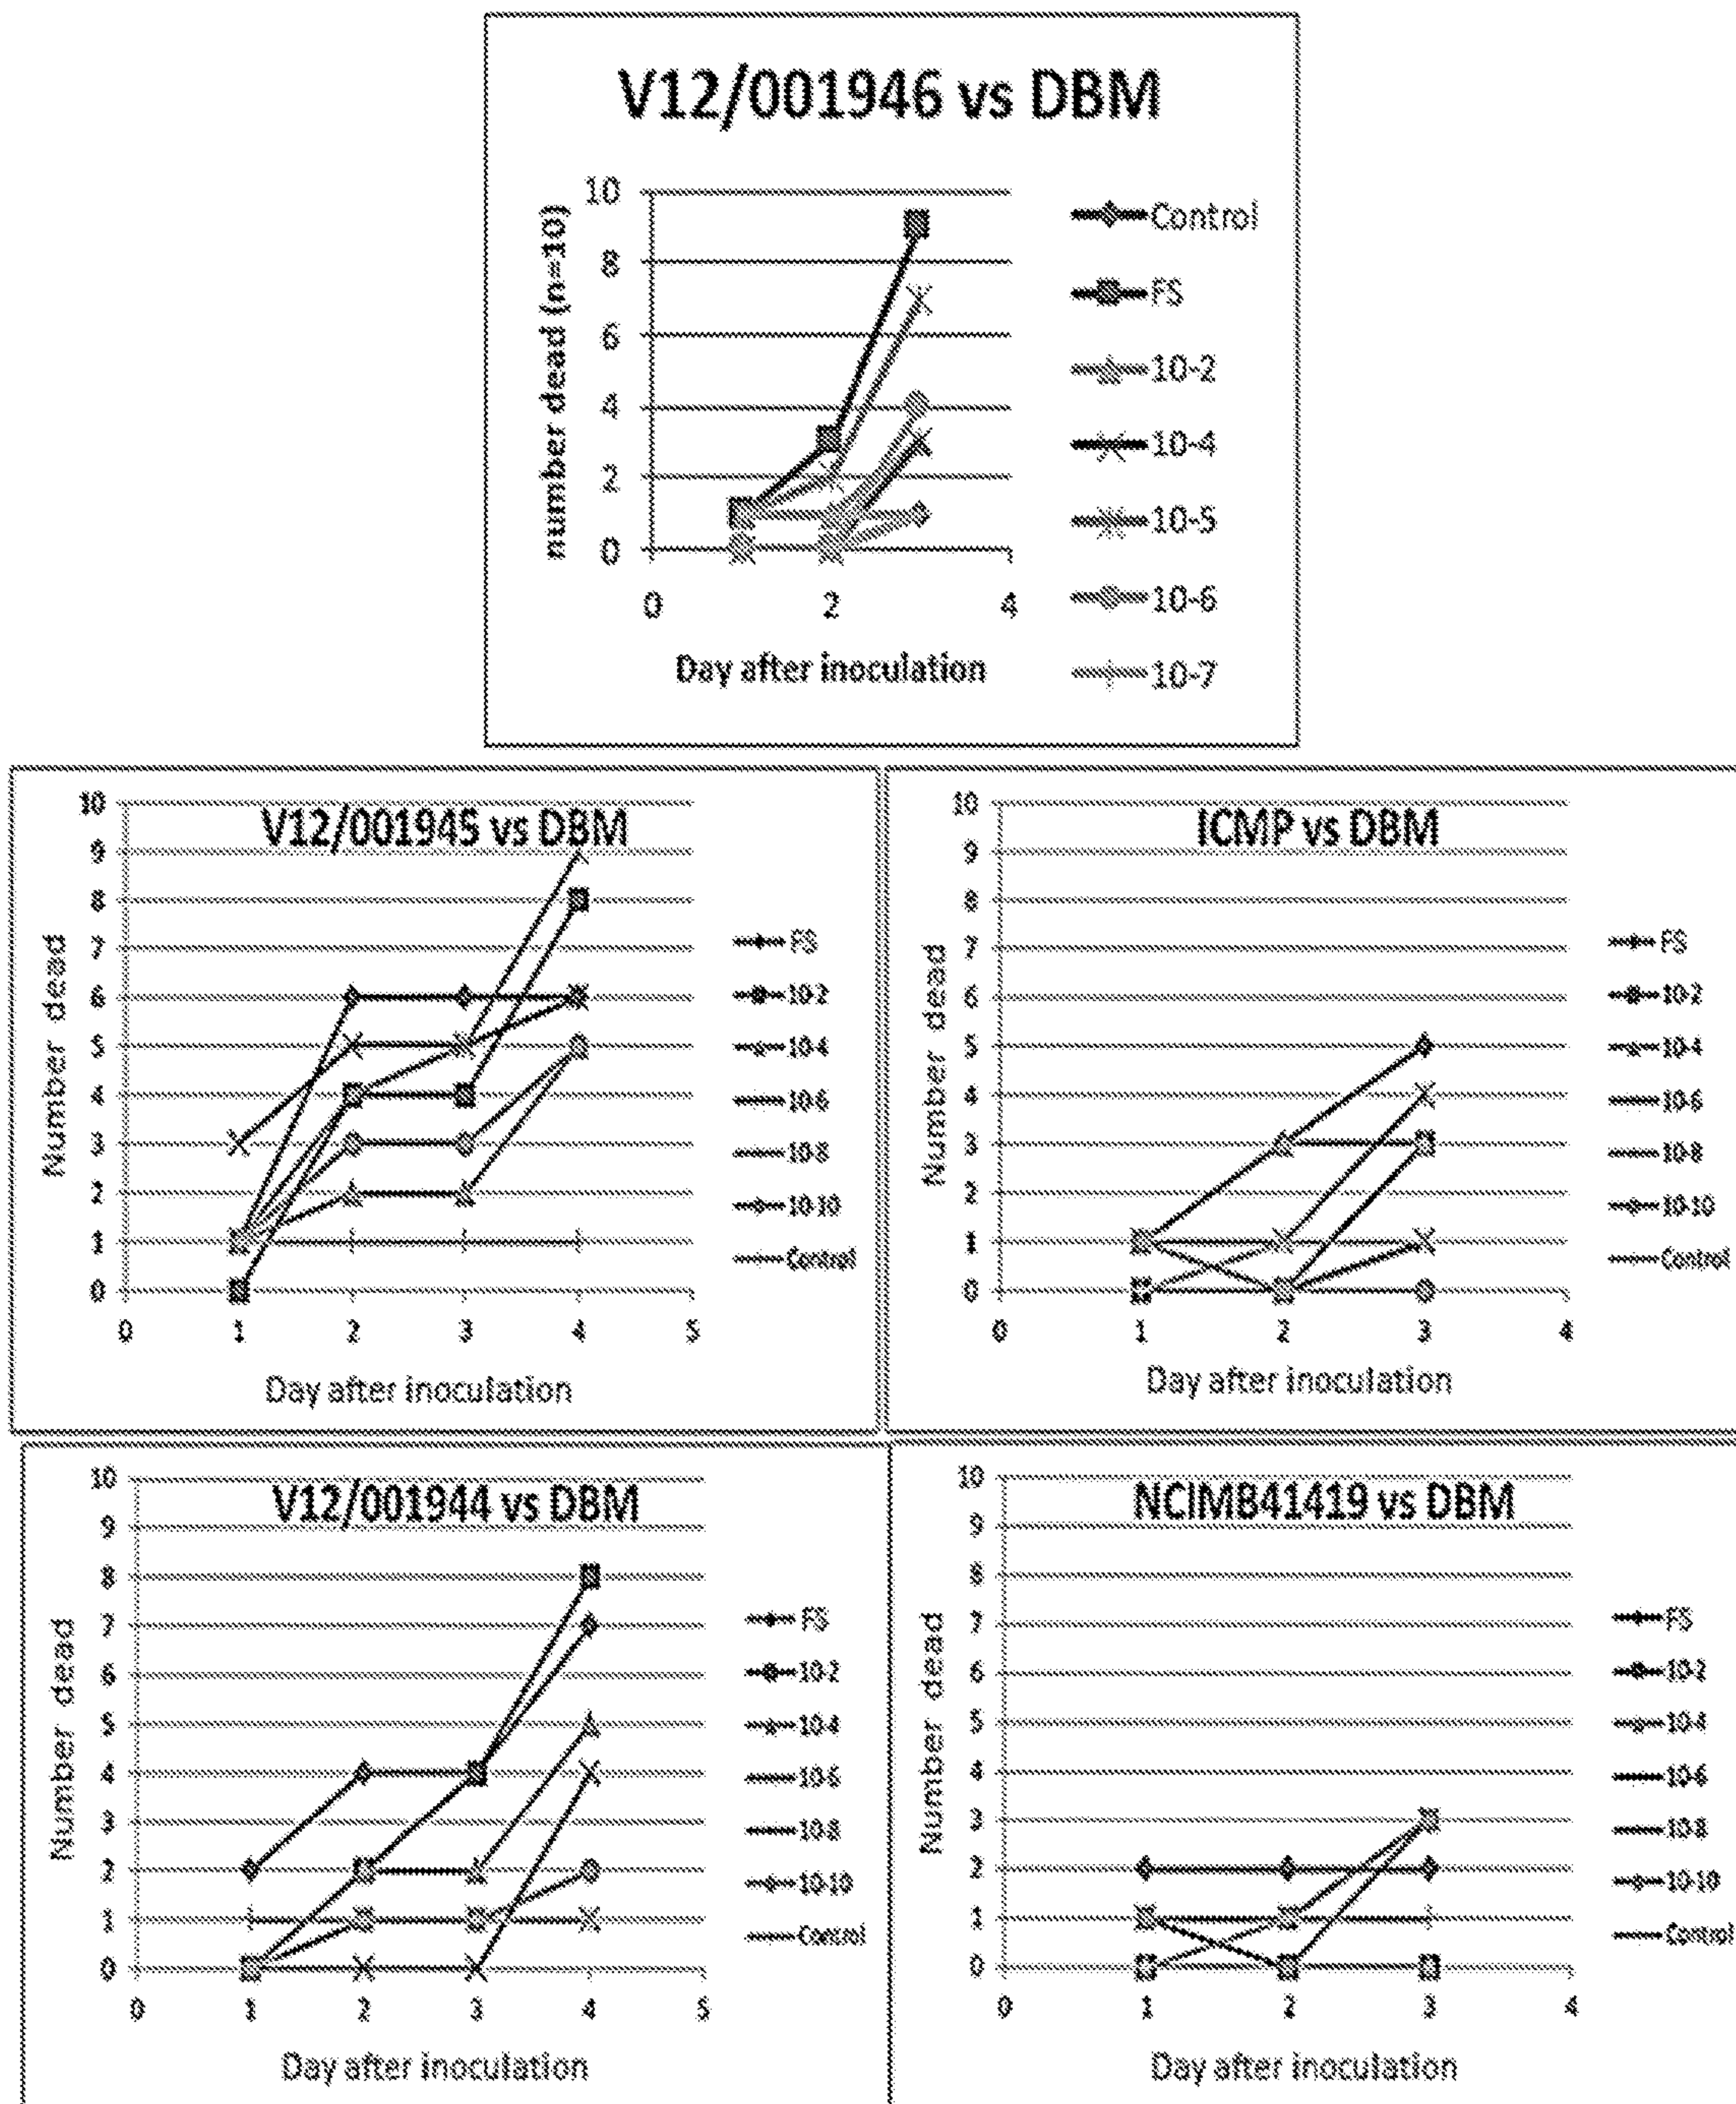 V12/001946 vs DBM
number dead (n=10)
10
8
6
4
2
0
0 2 4
Day after inoculation
Control
FS
10-2
10-4
10-5
10-6
10-7
V12/001945 vs DBM
Number dead
10
9
8
7
6
5
4
3
2
1
0
0 1 2 3 4 5
Day after inoculation
FS
10-2
10-4
10-6
10-8
10-10
Control
ICMP vs DBM
Number dead
10
9
8
7
6
5
4
3
2
1
0
0 1 2 3 4
Day after inoculation
FS
10-2
10-4
10-6
10-8
10-10
Control
V12/001944 vs DBM
Number dead
10
9
8
7
6
5
4
3
2
1
0
0 1 2 3 4 5
Day after inoculation
FS
10-2
10-4
10-6
10-8
10-10
Control
NCIMB41419 vs DBM
Number dead
10
9
8
7
6
5
4
3
2
1
0
0 1 2 3 4
Day after inoculation
FS
10-2
10-4
10-6
10-8
10-10
Control